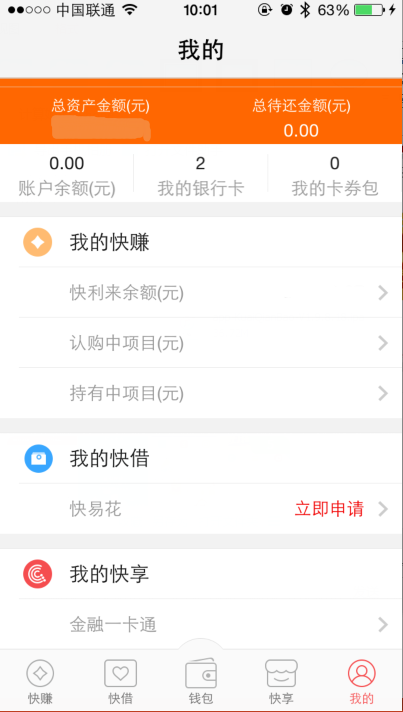 中国联通 10:01 63%
我的
总资产金额(元) 总待还金额(元)
0.00
0.00 2 0
账户余额(元) 我的银行卡 我的卡券包
我的快赚
快利来余额(元)
认购中项目(元)
持有中项目(元)
我的快借
快易花 立即申请
我的快享
金融一卡通
快赚 快借 钱包 快享 我的